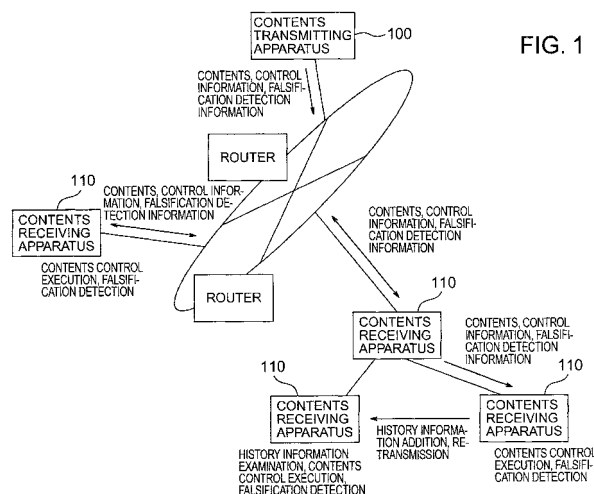 CONTENTS
TRANSMITTING
APPARATUS
100
FIG. 1
CONTENTS, CONTROL
INFORMATION, FALSIFI-
CATION DETECTION
INFORMATION
ROUTER
110
CONTENTS, CONTROL INFOR-
MATION, FALSIFICATION DE-
TECTION INFORMATION
CONTENTS
RECEIVING
APPARATUS
CONTENTS CONTROL
EXECUTION, FALSIFI-
CATION DETECTION
CONTENTS, CONTROL
INFORMATION, FALSIFI-
CATION DETECTION
INFORMATION
ROUTER
110
CONTENTS
RECEIVING
APPARATUS
CONTENTS, CONTROL
INFORMATION, FALSIFI-
CATION DETECTION
INFORMATION
110
CONTENTS
RECEIVING
APPARATUS
HISTORY INFORMATION
EXAMINATION, CONTENTS
CONTROL EXECUTION,
FALSIFICATION DETECTION
HISTORY INFORMA-
TION ADDITION, RE-
TRANSMISSION
110
CONTENTS
RECEIVING
APPARATUS
CONTENTS CONTROL
EXECUTION, FALSIFI-
CATION DETECTION